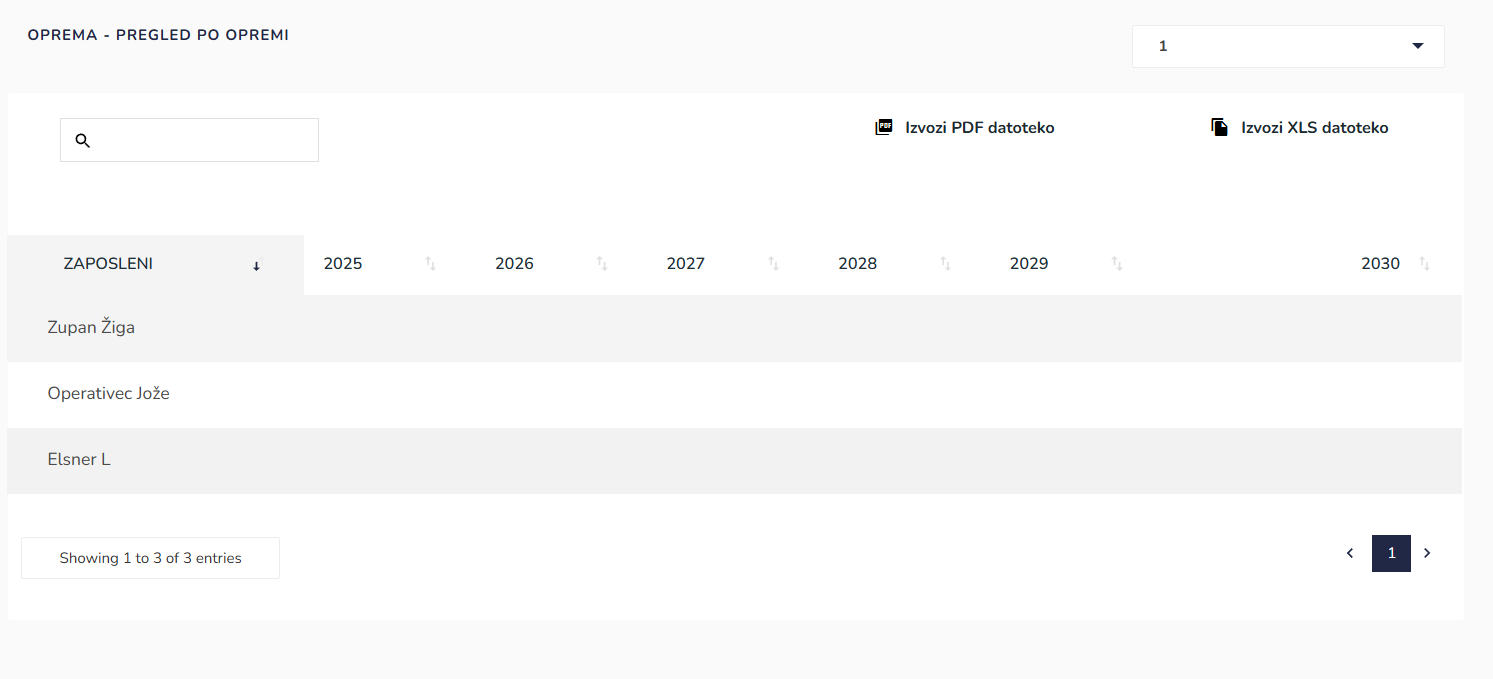 OPREMA - PREGLED PO OPREMI
1
PDF Izvozi PDF datoteko
Izvozi XLS datoteko
ZAPOSLENI 2025 2026 2027 2028 2029 2030
Zupan Žiga
Operativec Jože
Elsner L
Showing 1 to 3 of 3 entries
1